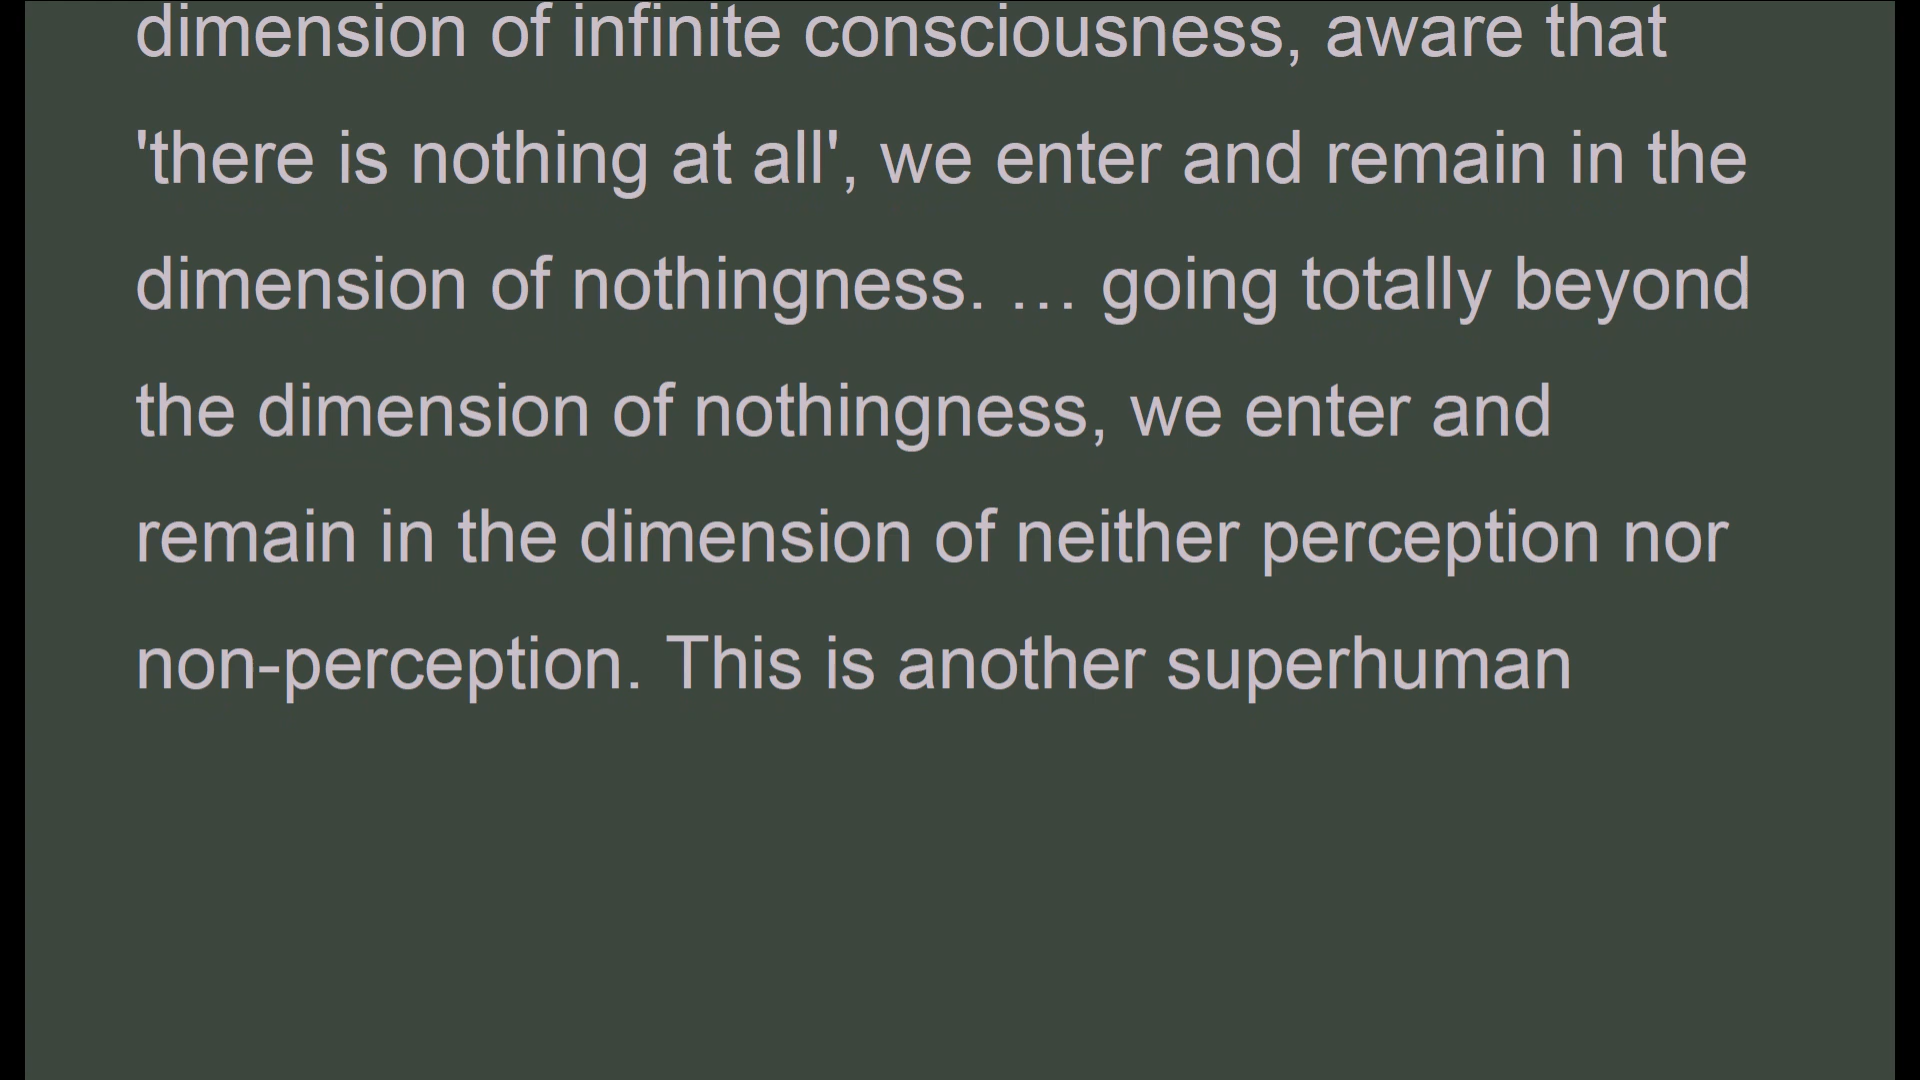 dimension of infinite consciousness, aware that
'there is nothing at all', we enter and remain in the
dimension of nothingness. … going totally beyond
the dimension of nothingness, we enter and
remain in the dimension of neither perception nor
non-perception. This is another superhuman